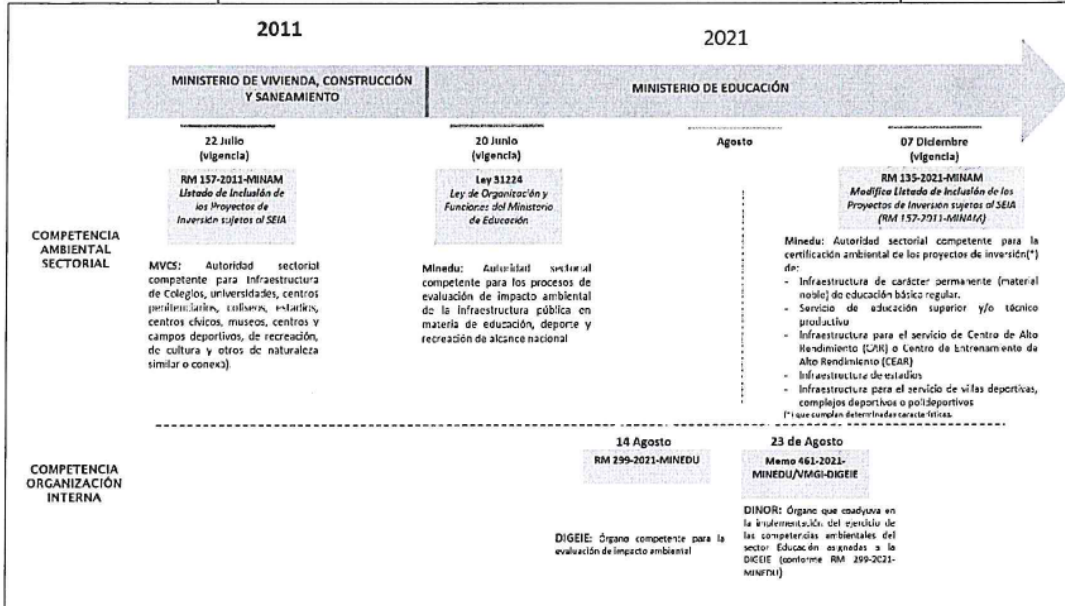 2011
2021
MINISTERIO DE VIVIENDA, CONSTRUCCIÓN
Y SANEAMIENTO
MINISTERIO DE EDUCACIÓN
COMPETENCIA
AMBIENTAL
SECTORIAL
22 Julio
(vigencia)
RM 157-2011-MINAM
Listado de Inclusión de
los Proyectos de
Inversión sujetos al SEIA
MVCS: Autoridad sectorial
competente para Infraestructura
de Colegios, universidades, centros
penitenciarios, coliseos, estadios,
centros cívicos, museos, centros y
campos deportivos, de recreación,
de cultura y otros de naturaleza
similar o conexa).
20 Junio
(vigencia)
Ley 31224
Ley de Organización y
Funciones del Ministerio
de Educación
Minedu: Autoridad sectorial
competente para los procesos de
evaluación de impacto ambiental
de la infraestructura pública en
materia de educación, deporte y
recreación de alcance nacional
Agosto
07 Diciembre
(vigencia)
RM 135-2021-MINAM
Modifica Listado de Inclusión de los
Proyectos de Inversión sujetos al SEIA
(RM 157-2011-MINAM)
Minedu: Autoridad sectorial competente para la
certificación ambiental de los proyectos de inversión(*)
de:
- Infraestructura de carácter permanente (material
noble) de educación básica regular.
- Servicio de educación superior y/o técnico
productivo
- Infraestructura para el servicio de Centro de Alto
Rendimiento (CAR) o Centro de Entrenamiento de
Alto Rendimiento (CEAR)
- Infraestructura de estadios
- Infraestructura para el servicio de villas deportivas,
complejos deportivos o polideportivos
(*) que cumplan determinadas características.
COMPETENCIA
ORGANIZACIÓN
INTERNA
14 Agosto
RM 299-2021-MINEDU
DIGEIE: Órgano competente para la
evaluación de impacto ambiental
23 de Agosto
Memo 461-2021-
MINEDU/VMGI-DIGEIE
DINOR: Órgano que coadyuva en
la implementación del ejercicio de
las competencias ambientales del
sector Educación asignadas a la
DIGEIE (conforme RM 299-2021-
MINEDU)